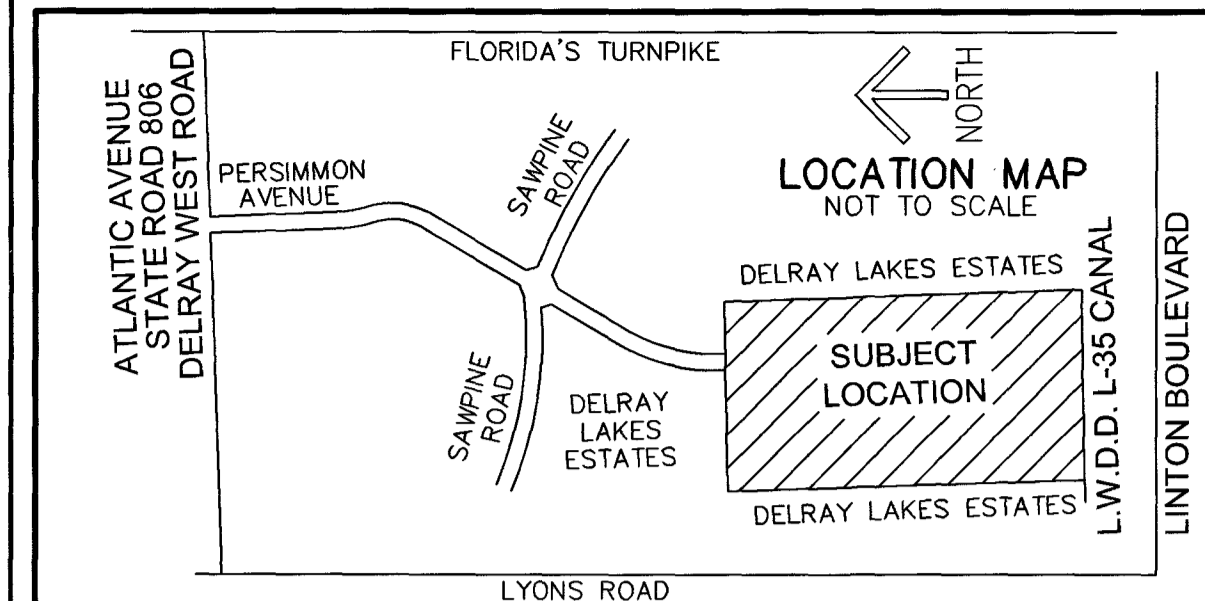 FLORIDA'S TURNPIKE
ATLANTIC AVENUE
STATE ROAD 806
DELRAY WEST ROAD
PERSIMMON
AVENUE
SAWPINE
ROAD
NORTH
LOCATION MAP
NOT TO SCALE
DELRAY LAKES ESTATES
SUBJECT
LOCATION
SAWPINE
ROAD
DELRAY
LAKES
ESTATES
DELRAY LAKES ESTATES
L.W.D.D. L-35 CANAL
LINTON BOULEVARD
LYONS ROAD